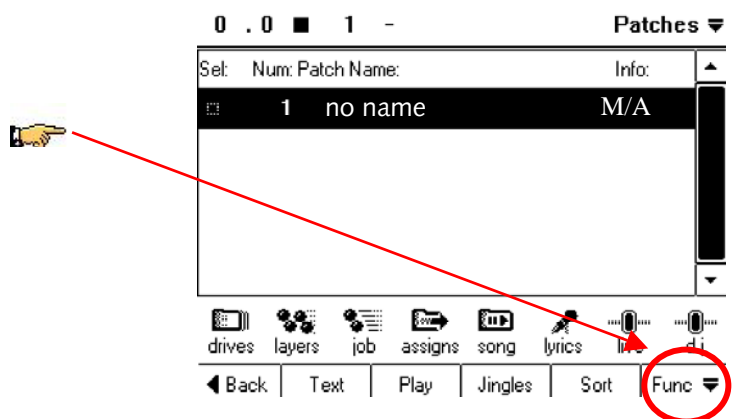 0 .0 ■ 1 - Patches
Sel: Num: Patch Name: Info:
1 no name M/A
drives layers job assigns song lyrics line d.j.
Back Text Play Jingles Sort Func